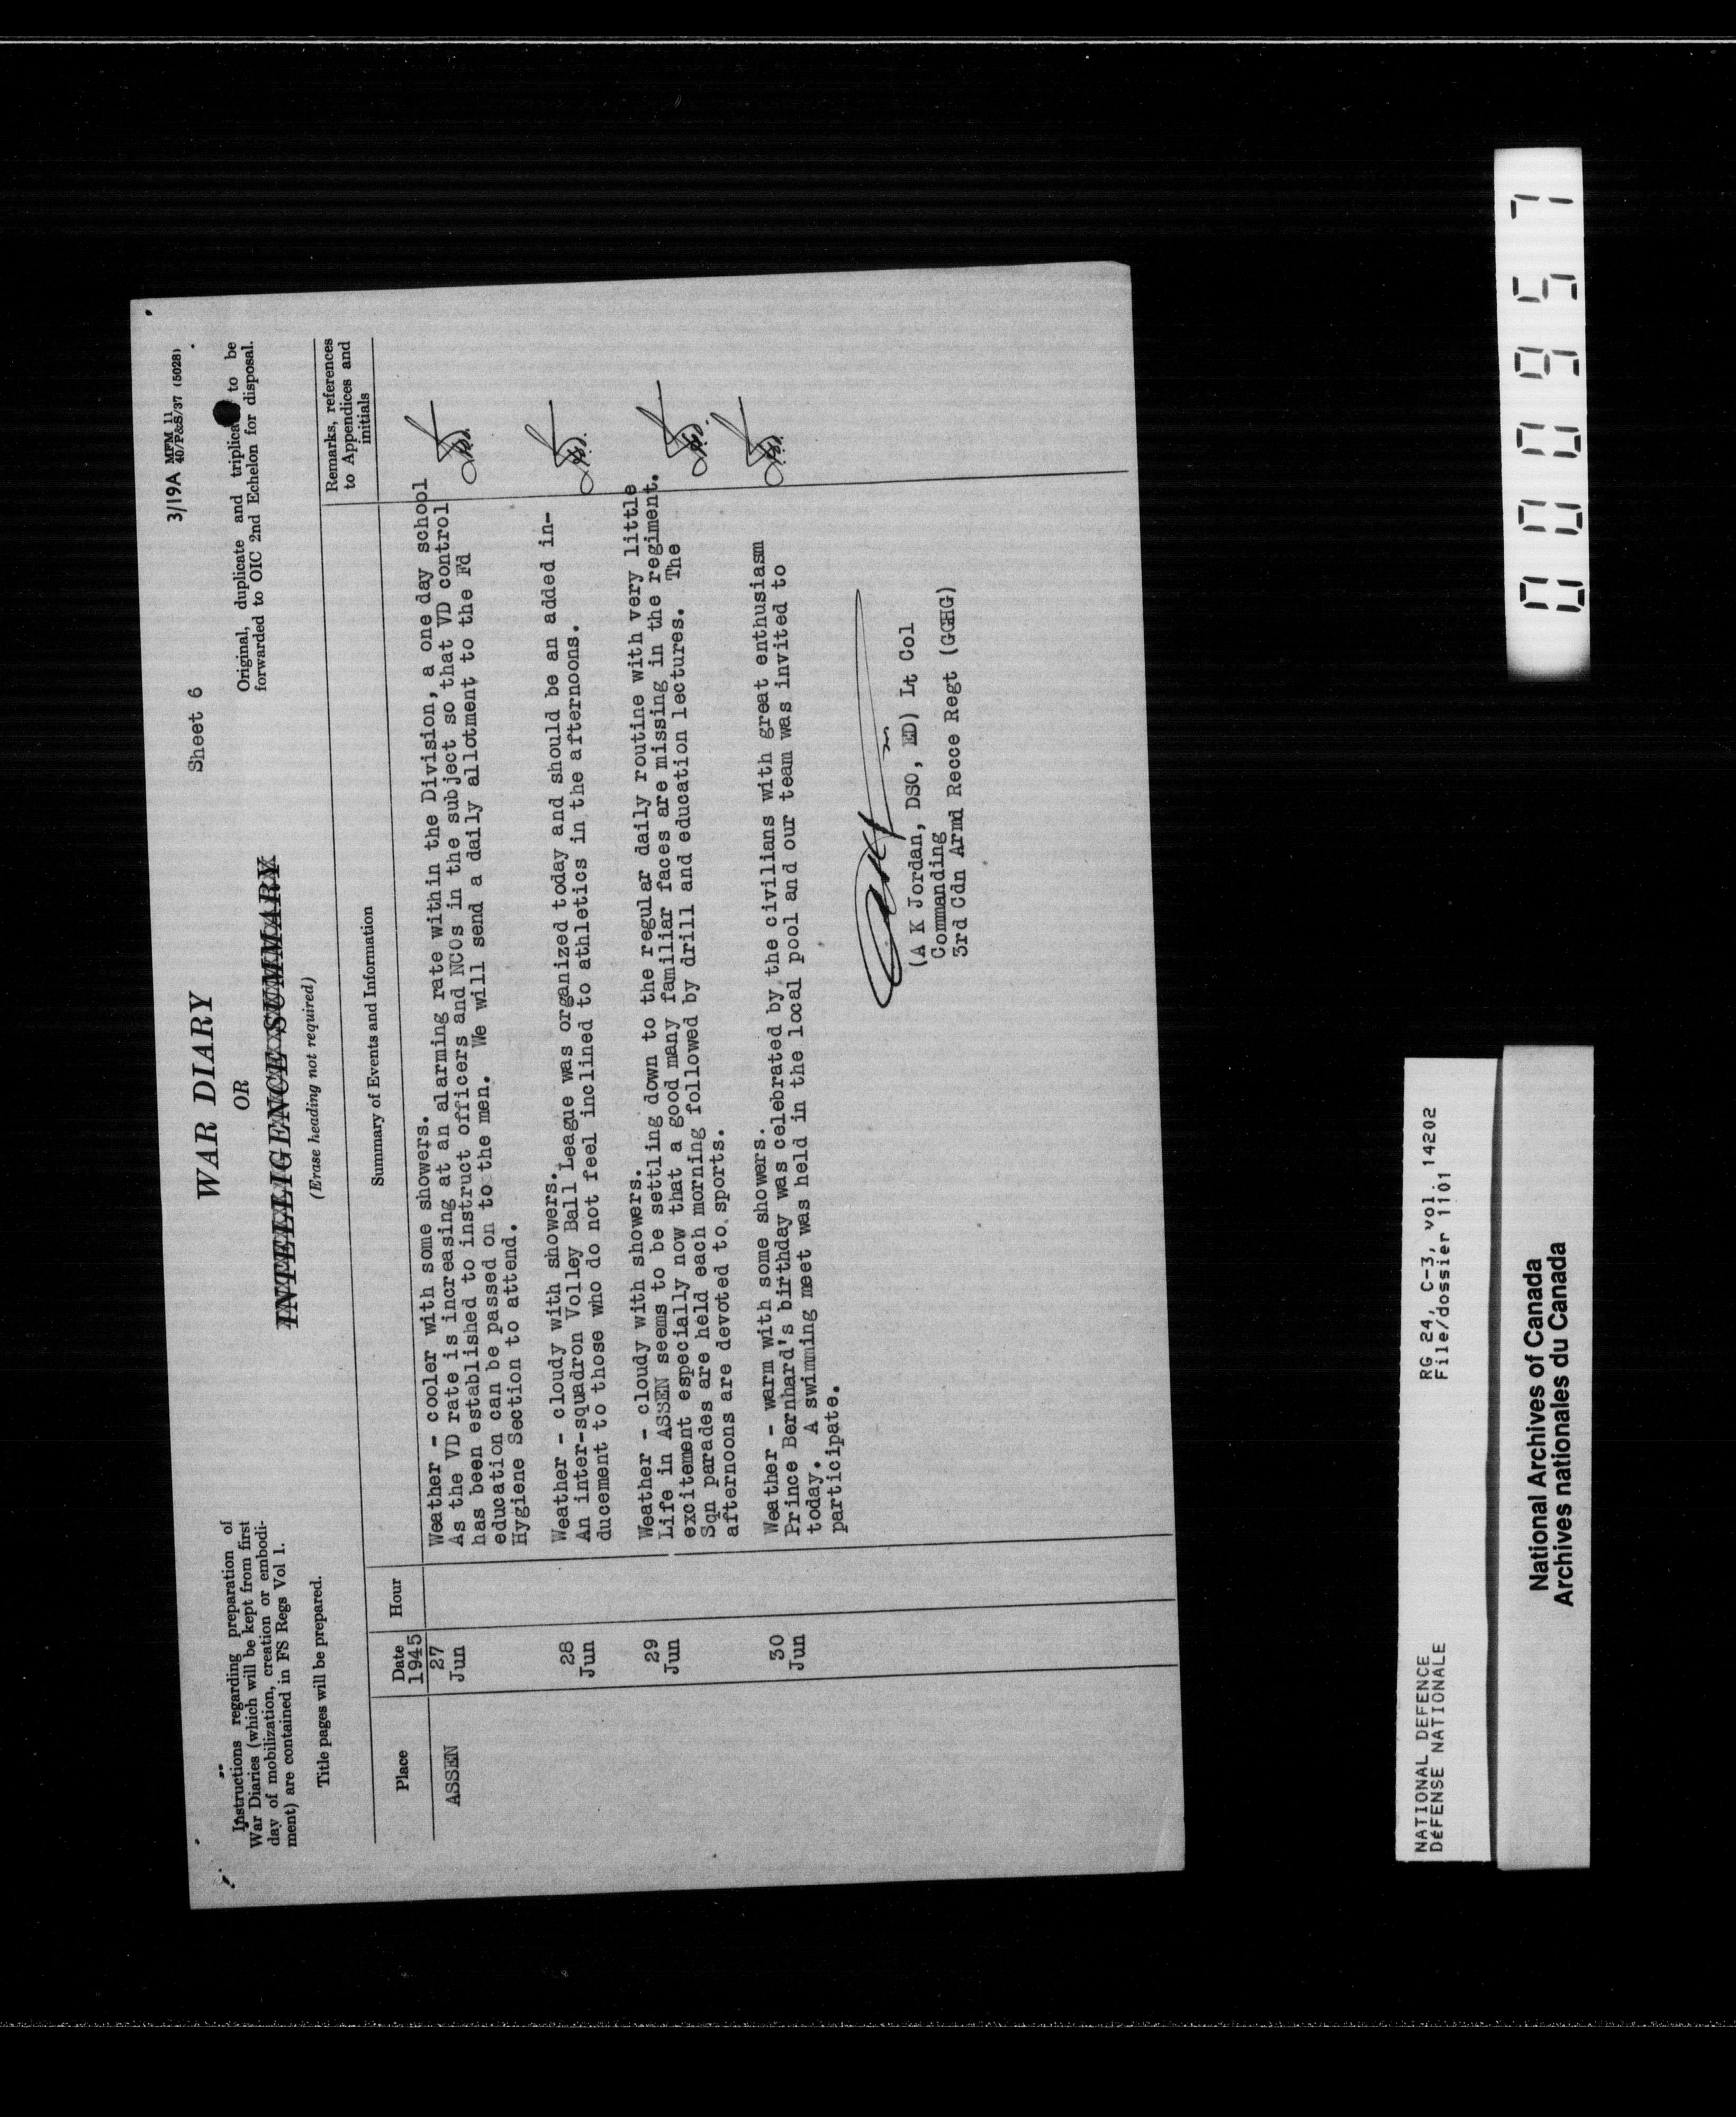 3/19A MFM 11
40/P&S/37 (5028)
Sheet 6
Instructions regarding preparation of
War Diaries (which will be kept from first
day of mobilization, creation or embodi-
ment) are contained in FS Regs Vol 1.
Title pages will be prepared.
WAR DIARY
OR
INTELLIGENCE SUMMARY
(Erase heading not required)
Original, duplicate and triplicate to be
forwarded to OIC 2nd Echelon for disposal.
Place
Date
1945
Hour
Summary of Events and Information
Remarks, references
to Appendices and
initials
ASSEN
27
Jun
Weather - cooler with some showers.
As the VD rate is increasing at an alarming rate within the Division, a one day school
has been established to instruct officers and NCOs in the subject so that VD control
education can be passed on to the men. We will send a daily allotment to the Fd
Hygiene Section to attend.
28
Jun
Weather - cloudy with showers.
An inter-squadron Volley Ball League was organized today and should be an added in-
ducement to those who do not feel inclined to athletics in the afternoons.
29
Jun
Weather - cloudy with showers.
Life in ASSEN seems to be settling down to the regular daily routine with very little
excitement especially now that a good many familiar faces are missing in the regiment.
Sqn parades are held each morning followed by drill and education lectures. The
afternoons are devoted to sports.
30
Jun
Weather - warm with some showers.
Prince Bernhard's birthday was celebrated by the civilians with great enthusiasm
today. A swimming meet was held in the local pool and our team was invited to
participate.
(A K Jordan, DSO, ED) Lt Col
Commanding
3rd Cdn Armd Recce Regt (GGHG)
NATIONAL DEFENCE
DÉFENSE NATIONALE
RG 24, C-3, vol. 14202
File/dossier 1101
National Archives of Canada
Archives nationales du Canada
000957